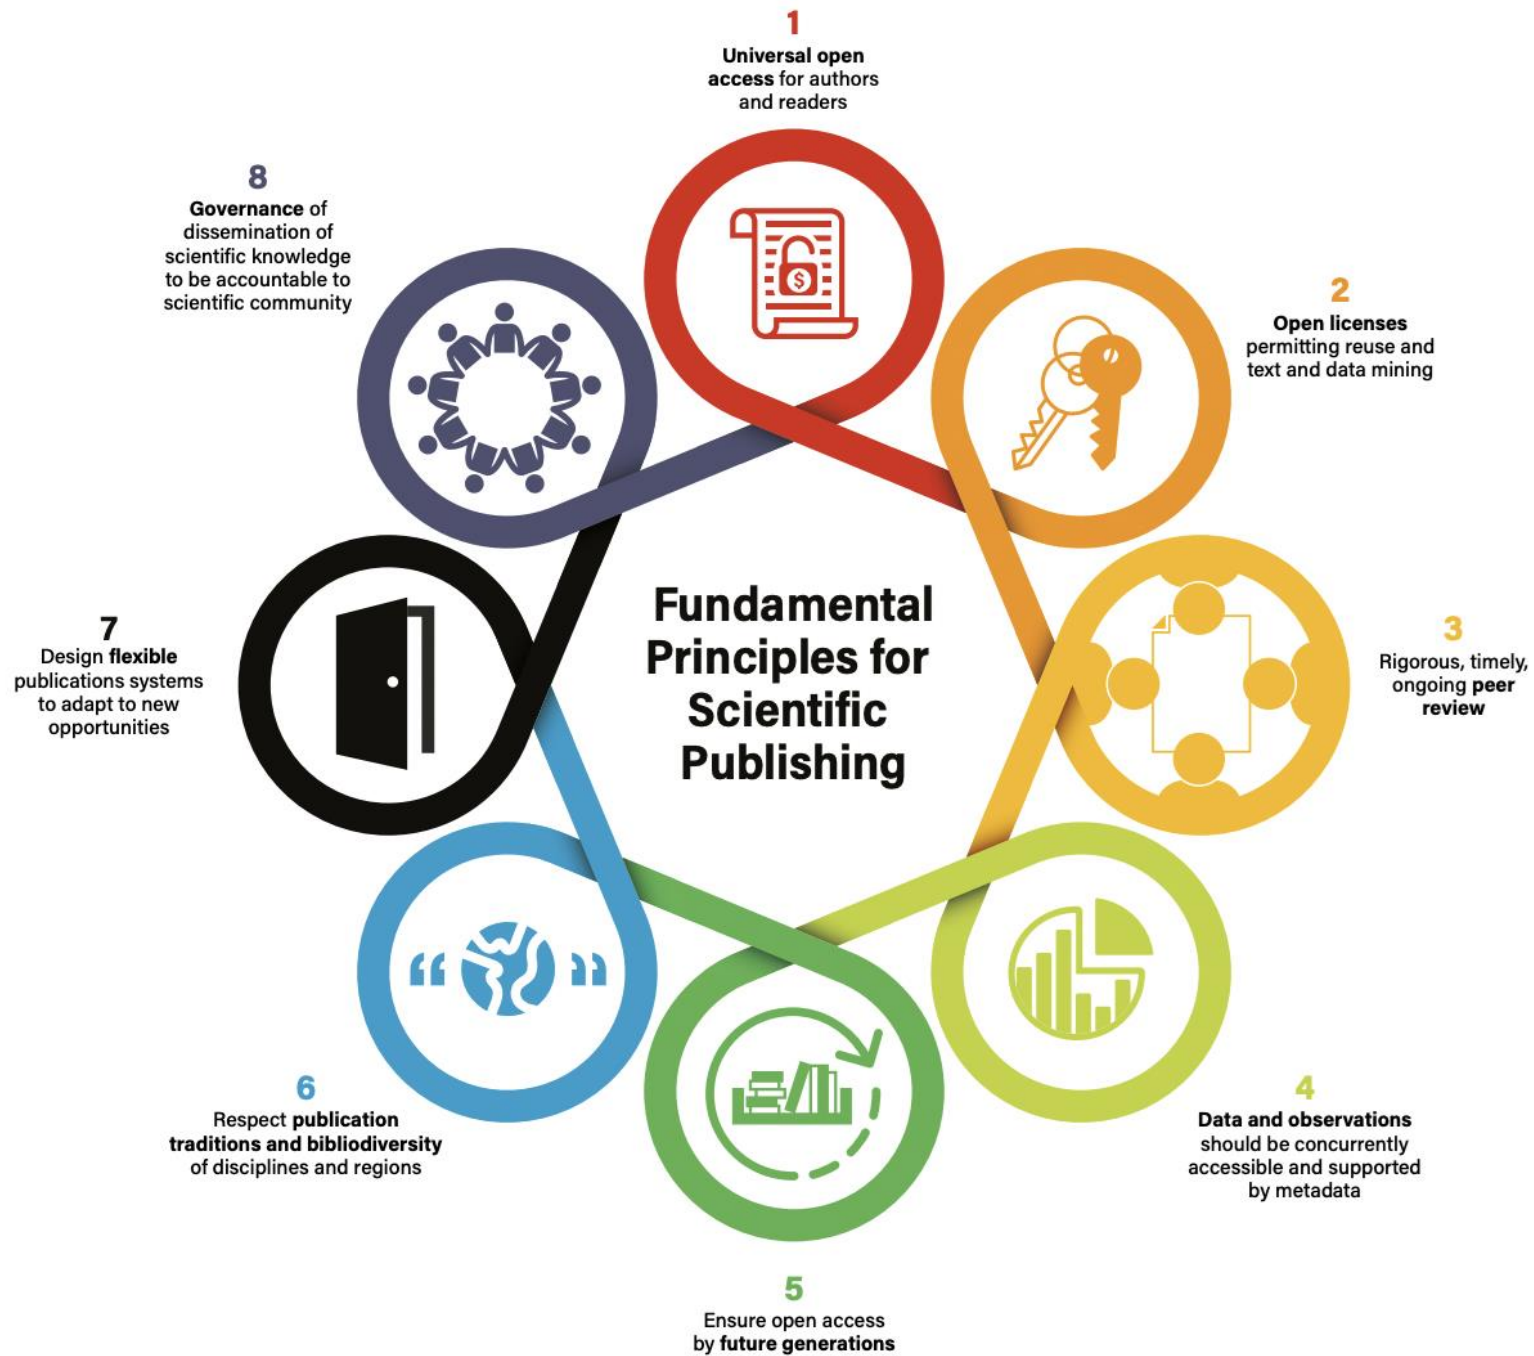 Fundamental
Principles for
Scientific
Publishing
1
Universal open
access for authors
and readers
2
Open licenses
permitting reuse and
text and data mining
3
Rigorous, timely,
ongoing peer
review
4
Data and observations
should be concurrently
accessible and supported
by metadata
5
Ensure open access
by future generations
6
Respect publication
traditions and bibliodiversity
of disciplines and regions
7
Design flexible
publications systems
to adapt to new
opportunities
8
Governance of
dissemination of
scientific knowledge
to be accountable to
scientific community
$